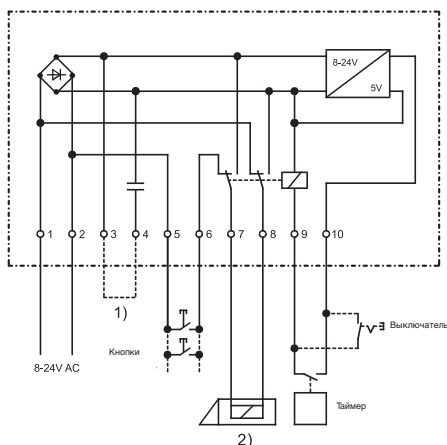 8-24V
5V
1 2 3 4 5 6 7 8 9 10
1)
Кнопки
Выключатель
8-24V AC
Таймер
2)